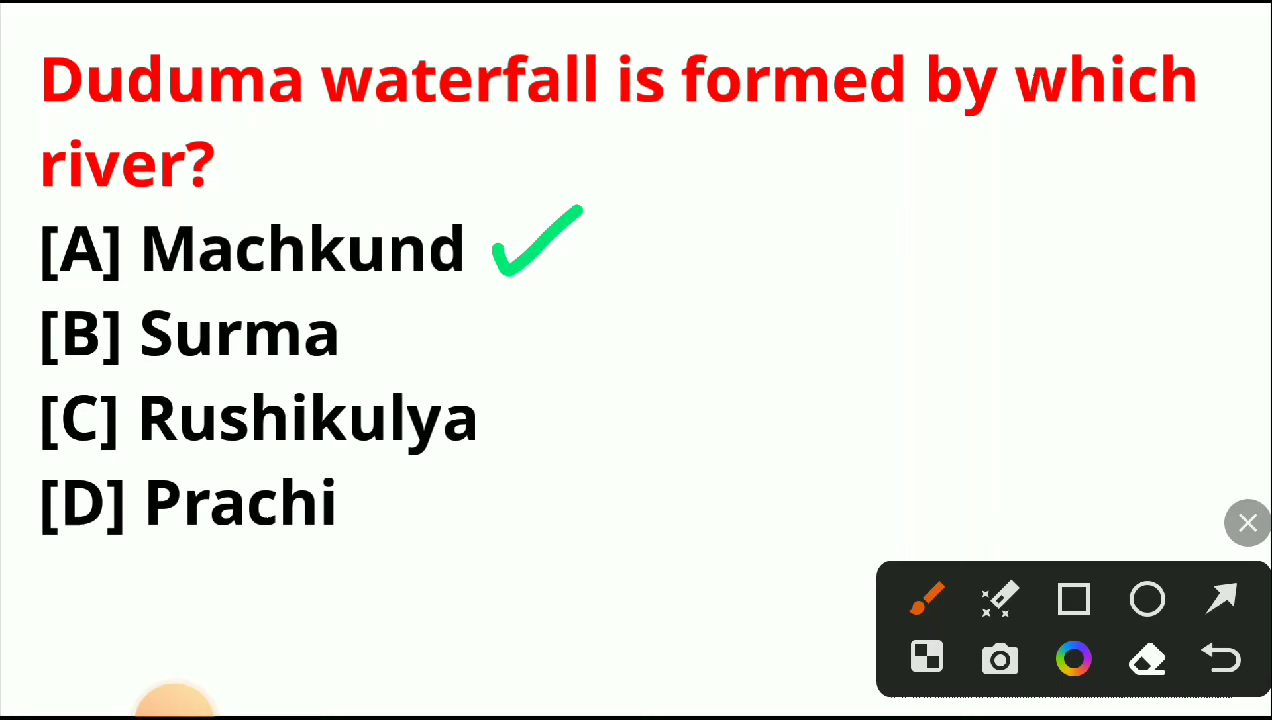 Duduma waterfall is formed by which
river?
[A] Machkund
[B] Surma
[C] Rushikulya
[D] Prachi